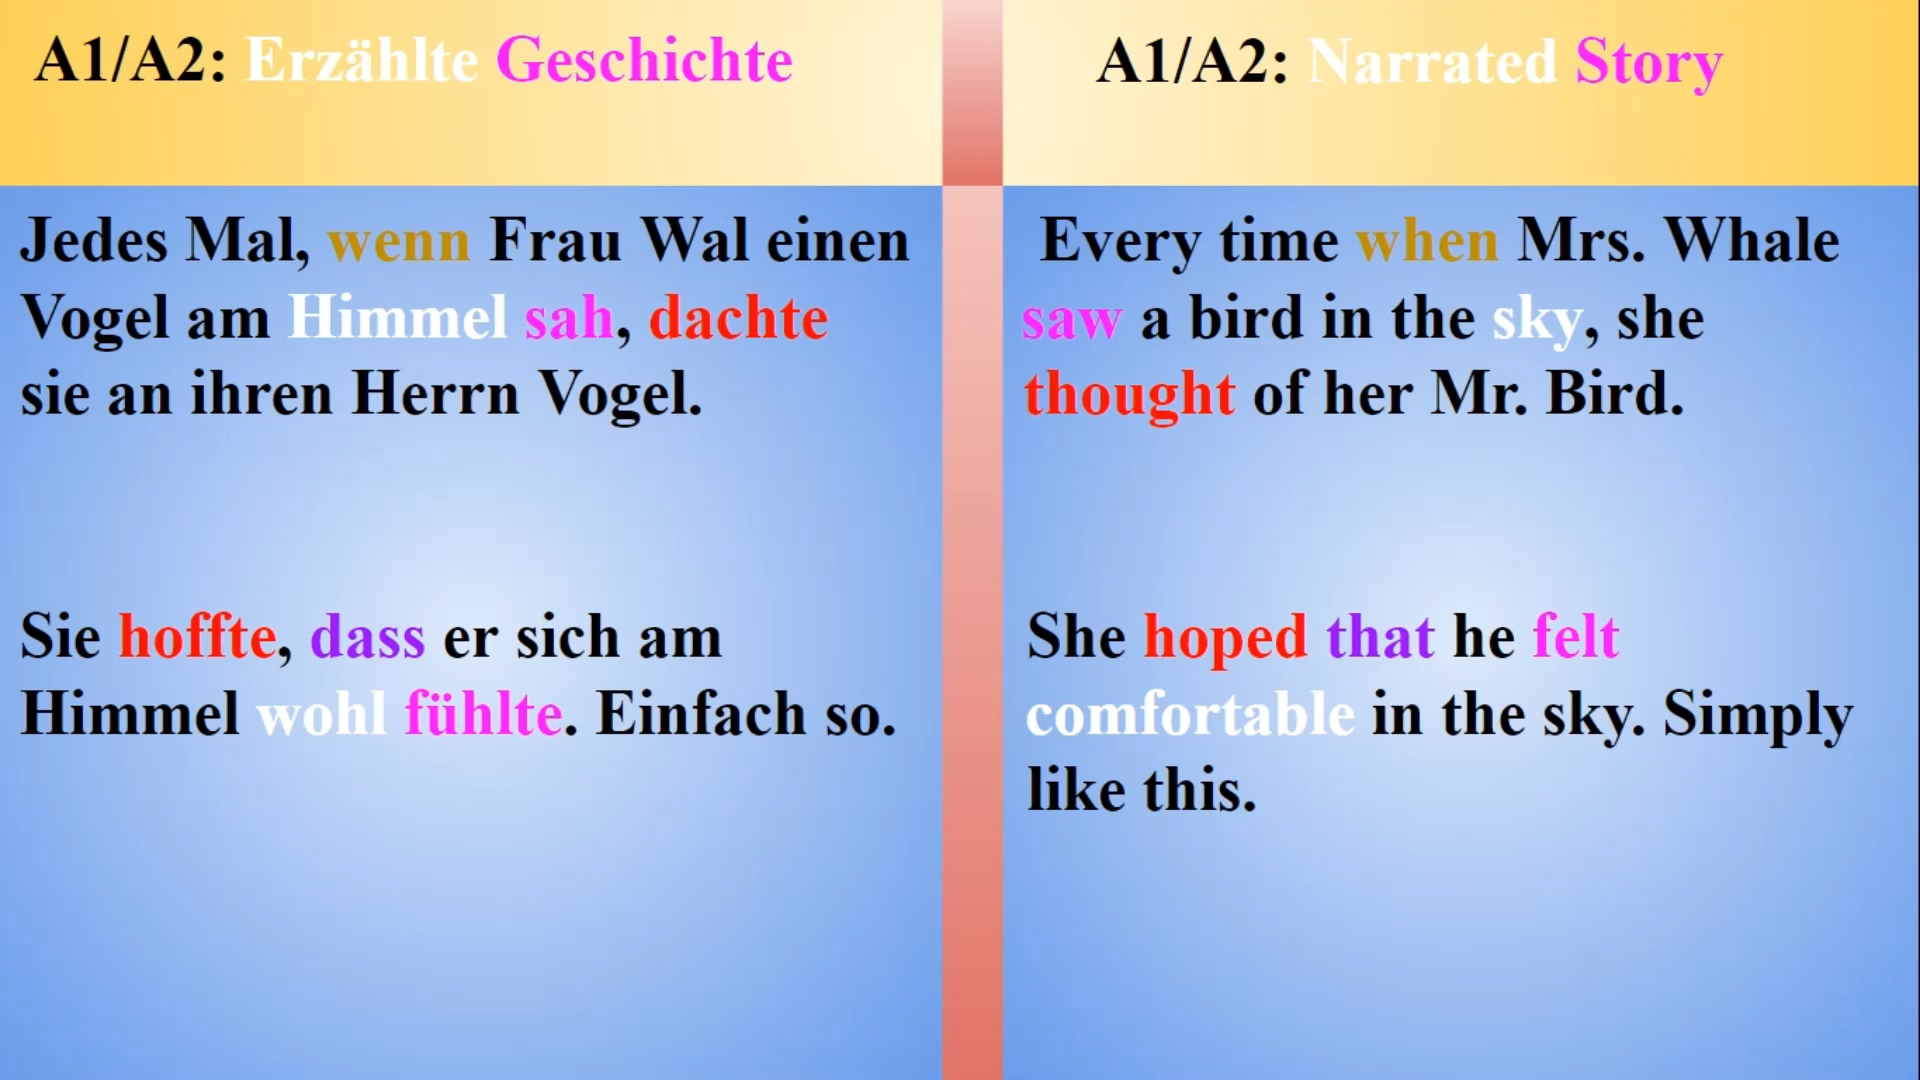 A1/A2: Erzählte Geschichte
Jedes Mal, wenn Frau Wal einen
Vogel am Himmel sah, dachte
sie an ihren Herrn Vogel.
Sie hoffte, dass er sich am
Himmel wohl fühlte. Einfach so.
A1/A2: Narrated Story
Every time when Mrs. Whale
saw a bird in the sky, she
thought of her Mr. Bird.
She hoped that he felt
comfortable in the sky. Simply
like this.